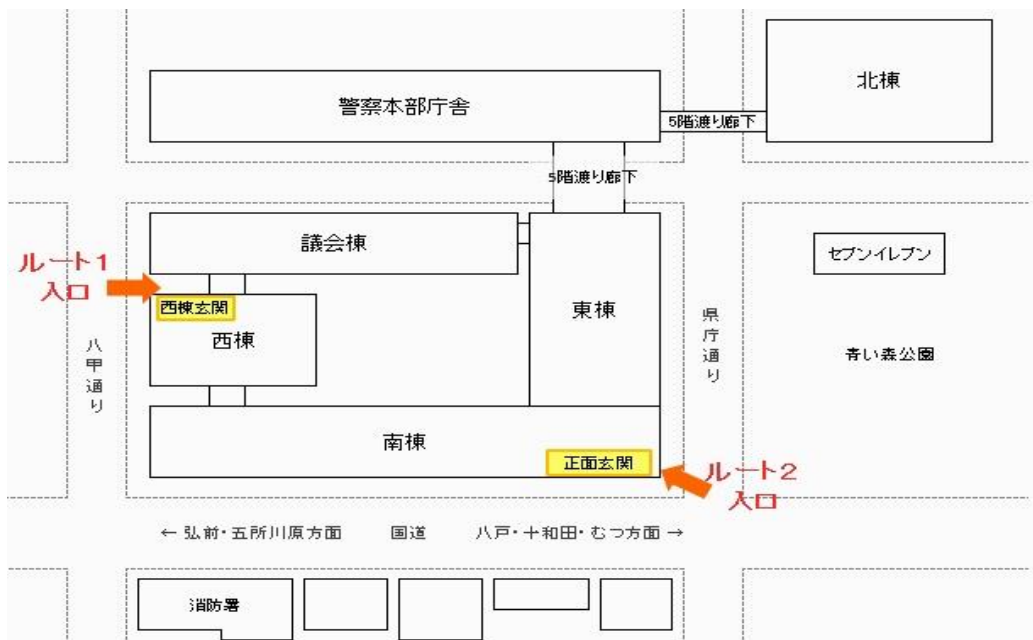 北棟
警察本部庁舎
5階渡り廊下
5階渡り廊下
議会棟
セブンイレブン
ルート1
入口
西棟玄関
西棟
東棟
県庁通り
青い森公園
八甲通り
南棟
正面玄関
ルート2
入口
← 弘前・五所川原方面 国道 八戸・十和田・むつ方面 →
消防署